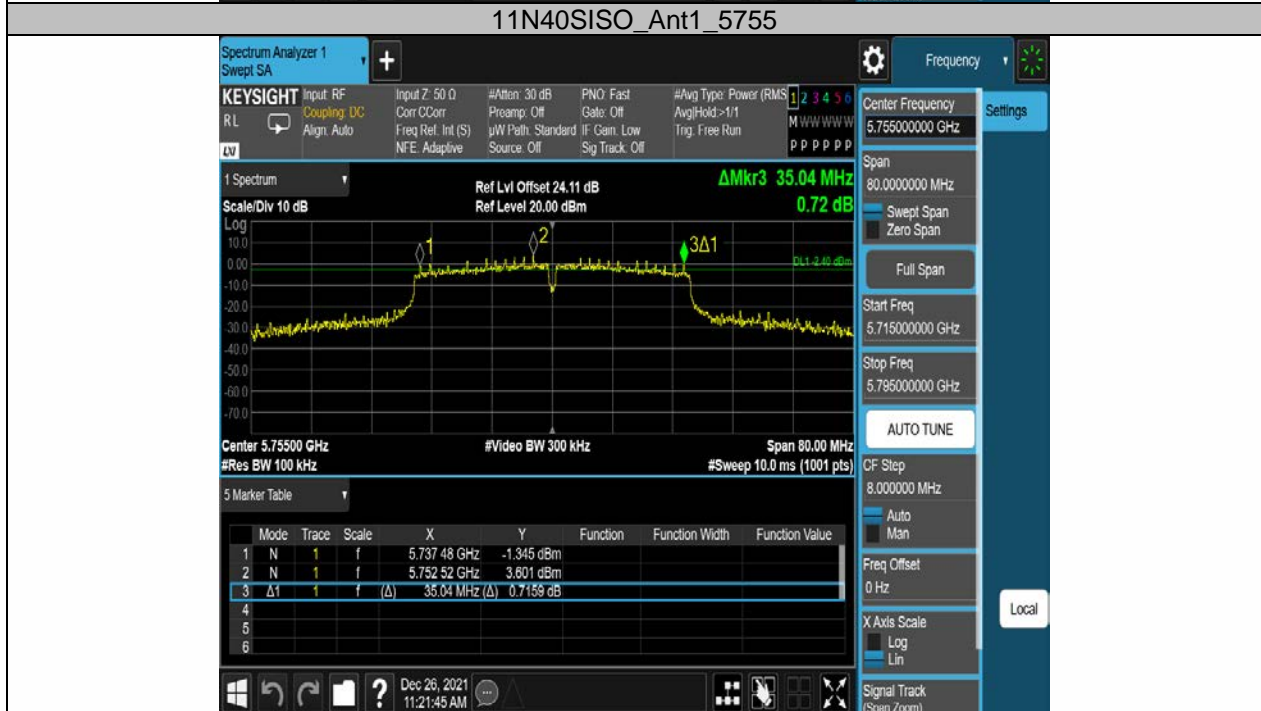 11N40SISO_Ant1_5755
Spectrum Analyzer 1
Swept SA
+
Frequency
KEYSIGHT Input: RF Input Z: 50 Ω #Atten: 30 dB PNO: Fast #Avg Type: Power (RMS 1 2 3 4 5 6
RL Coupling: DC Corr CCorr Preamp: Off Gate: Off Avg|Hold:>1/1 M W W W W W
Align: Auto Freq Ref: Int (S) µW Path: Standard IF Gain: Low Trig: Free Run
LXI NFE: Adaptive Source: Off Sig Track: Off P P P P P P
1 Spectrum
Ref Lvl Offset 24.11 dB ΔMkr3 35.04 MHz
Scale/Div 10 dB Ref Level 20.00 dBm 0.72 dB
Log
10.0
0.00
-10.0
-20.0
-30.0
-40.0
-50.0
-60.0
-70.0
1
2
3Δ1
DL1 -2.40 dBm
Center 5.75500 GHz #Video BW 300 kHz Span 80.00 MHz
#Res BW 100 kHz #Sweep 10.0 ms (1001 pts)
5 Marker Table
Mode Trace Scale X Y Function Function Width Function Value
1 N 1 f 5.737 48 GHz -1.345 dBm
2 N 1 f 5.752 52 GHz 3.601 dBm
3 Δ1 1 f (Δ) 35.04 MHz (Δ) 0.7159 dB
4
5
6
Dec 26, 2021
11:21:45 AM
?
Center Frequency
5.755000000 GHz
Settings
Span
80.0000000 MHz
Swept Span
Zero Span
Full Span
Start Freq
5.715000000 GHz
Stop Freq
5.795000000 GHz
AUTO TUNE
CF Step
8.000000 MHz
Auto
Man
Freq Offset
0 Hz
Local
X Axis Scale
Log
Lin
Signal Track
(Span Zoom)